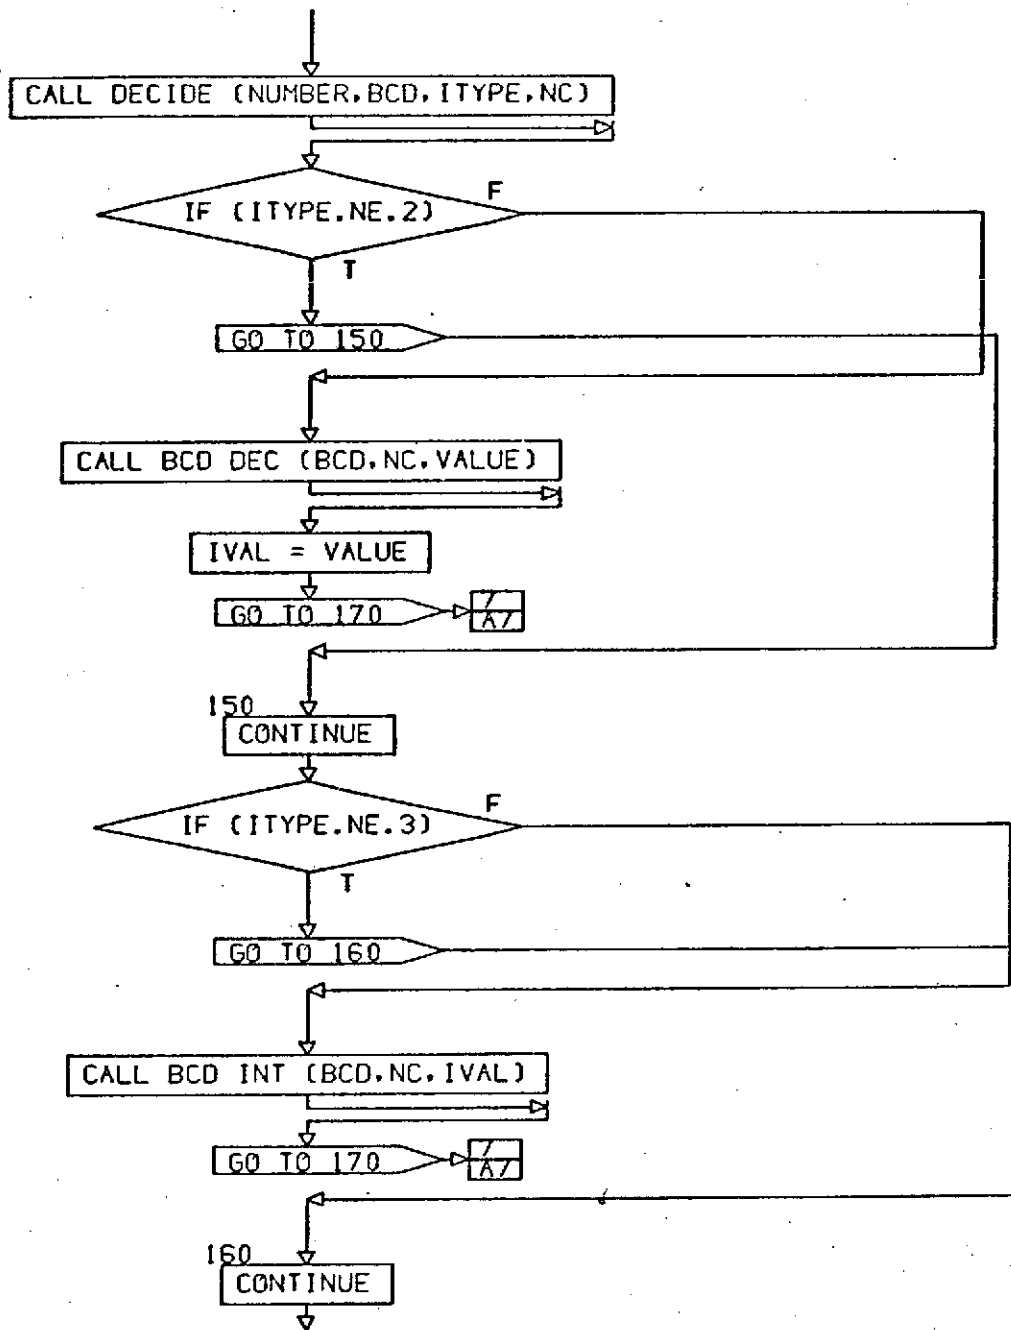 CALL DECIDE (NUMBER,BCD,ITYPE,NC)
IF (ITYPE.NE.2)
F
T
GO TO 150
CALL BCD DEC (BCD,NC,VALUE)
IVAL = VALUE
GO TO 170
7
A7
150
CONTINUE
IF (ITYPE.NE.3)
F
T
GO TO 160
CALL BCD INT (BCD,NC,IVAL)
GO TO 170
7
A7
160
CONTINUE